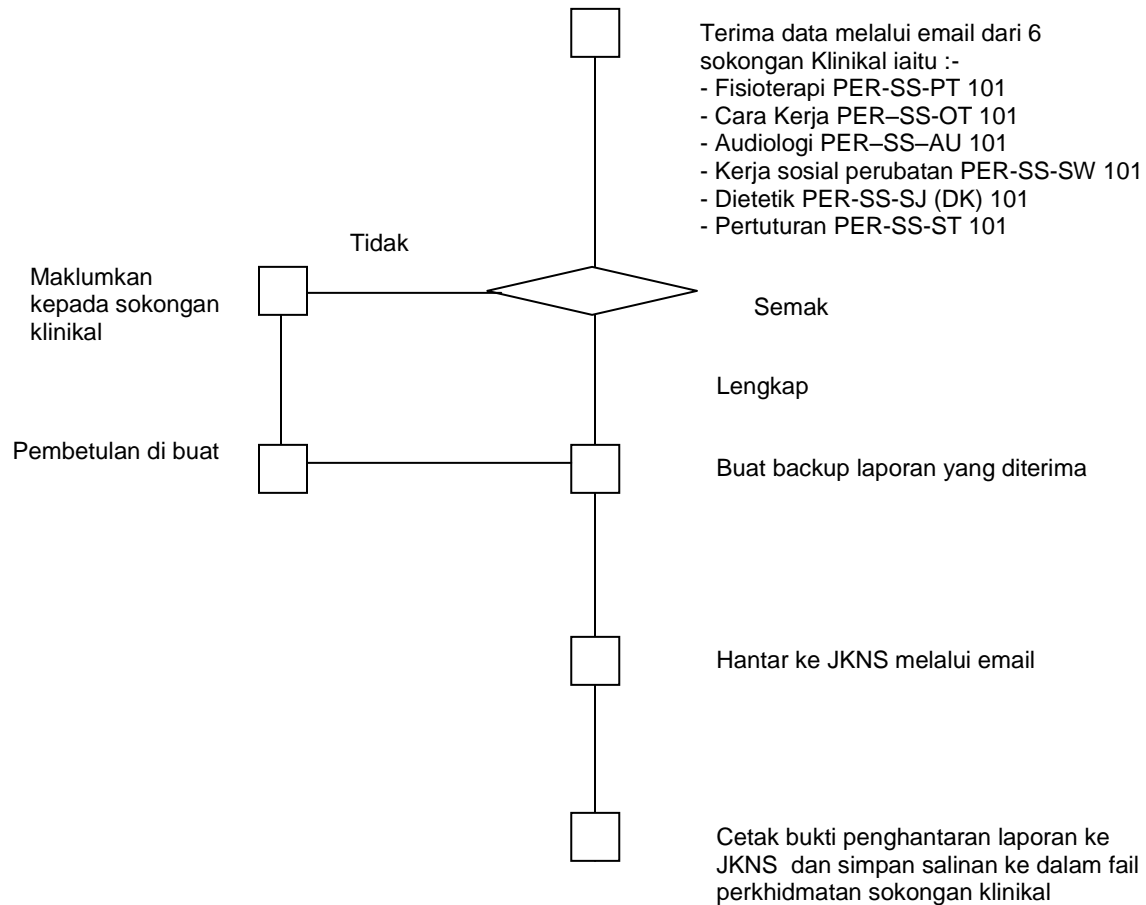 Terima data melalui email dari 6
sokongan Klinikal iaitu :-
- Fisioterapi PER-SS-PT 101
- Cara Kerja PER–SS-OT 101
- Audiologi PER–SS–AU 101
- Kerja sosial perubatan PER-SS-SW 101
- Dietetik PER-SS-SJ (DK) 101
- Pertuturan PER-SS-ST 101
Tidak
Maklumkan
kepada sokongan
klinikal
Semak
Lengkap
Pembetulan di buat
Buat backup laporan yang diterima
Hantar ke JKNS melalui email
Cetak bukti penghantaran laporan ke
JKNS  dan simpan salinan ke dalam fail
perkhidmatan sokongan klinikal